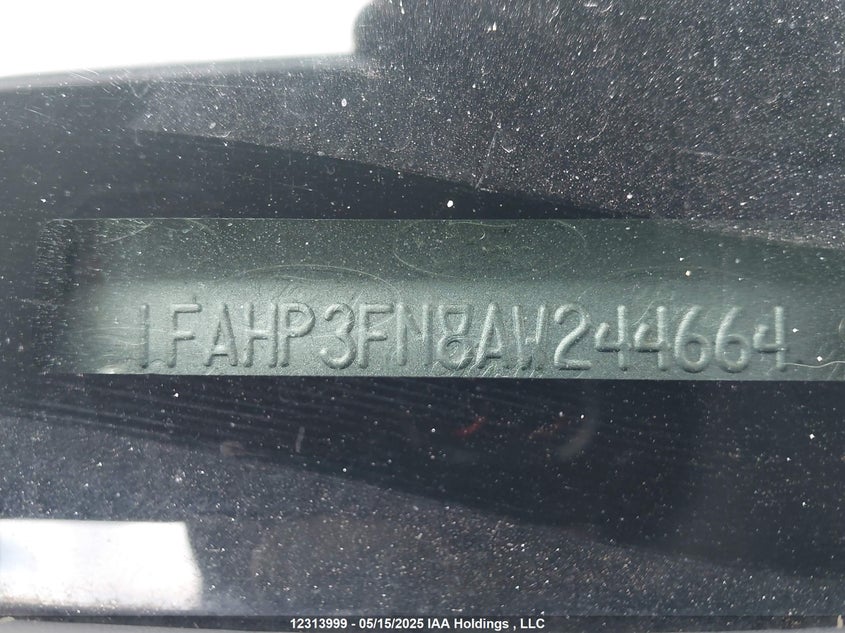 1FAHP3FN8AW244664
12313999 - 05/15/2025 IAA Holdings , LLC